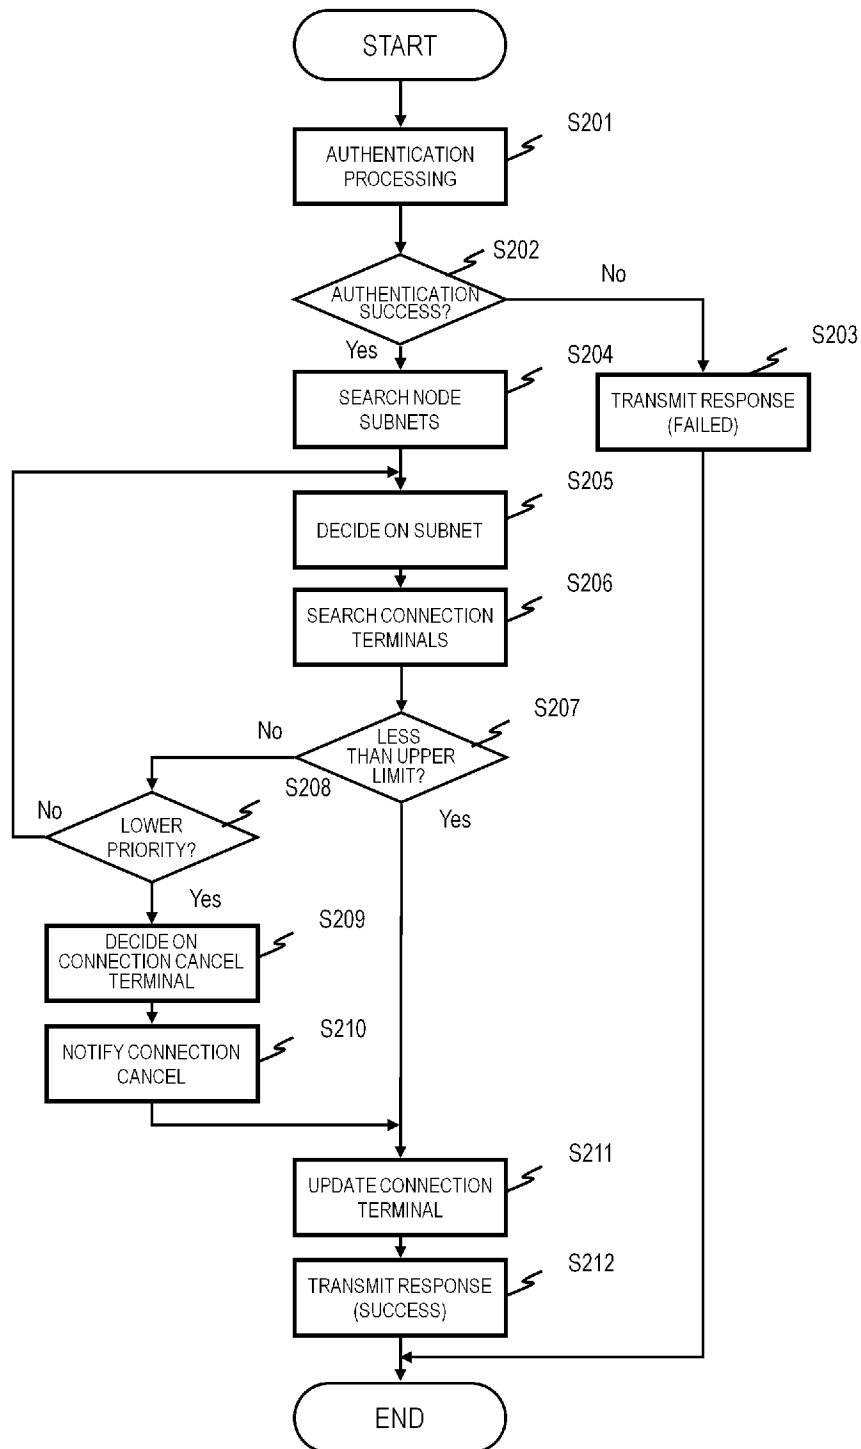 START
S201
AUTHENTICATION
PROCESSING
S202
No
AUTHENTICATION
SUCCESS?
Yes
S203
S204
SEARCH NODE
SUBNETS
TRANSMIT RESPONSE
(FAILED)
S205
DECIDE ON SUBNET
S206
SEARCH CONNECTION
TERMINALS
S207
No
LESS
THAN UPPER
LIMIT?
S208
No
Yes
LOWER
PRIORITY?
Yes
S209
DECIDE ON
CONNECTION CANCEL
TERMINAL
S210
NOTIFY CONNECTION
CANCEL
S211
UPDATE CONNECTION
TERMINAL
S212
TRANSMIT RESPONSE
(SUCCESS)
END